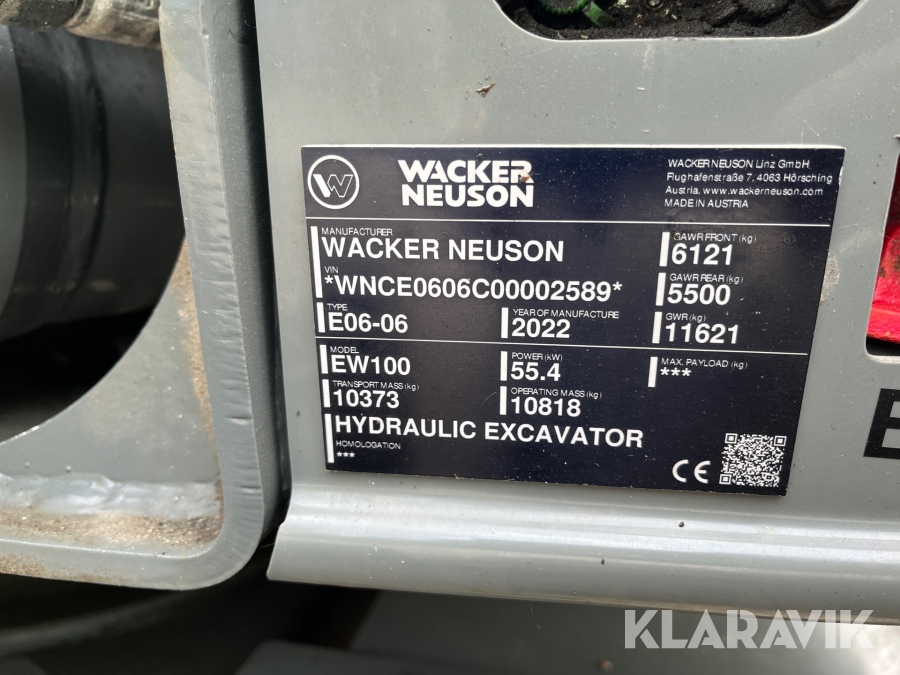 W
WACKER
NEUSON
WACKER NEUSON Linz GmbH
Flughafenstraße 7, 4063 Hörsching
Austria, www.wackerneuson.com
MADE IN AUSTRIA
MANUFACTURER
WACKER NEUSON
VIN
*WNCE0606C00002589*
TYPE
E06-06
YEAR OF MANUFACTURE
2022
GAWR FRONT (kg)
6121
GAWR REAR (kg)
5500
GWR (kg)
11621
MODEL
EW100
POWER (kW)
55.4
MAX. PAYLOAD (kg)
***
TRANSPORT MASS (kg)
10373
OPERATING MASS (kg)
10818
HYDRAULIC EXCAVATOR
HOMOLOGATION
***
CE
E
KLARAVIK